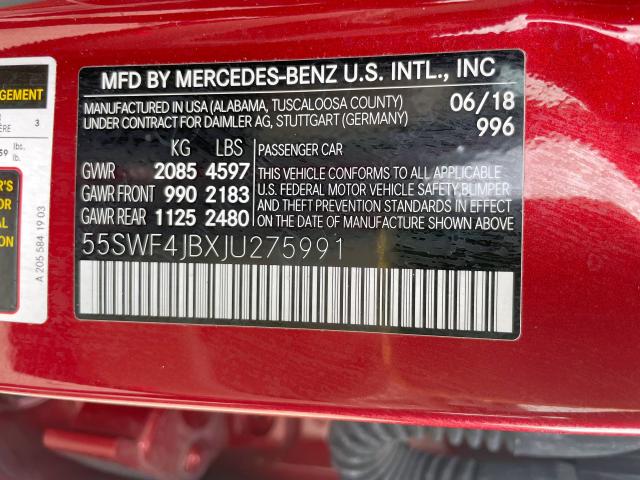 MFD BY MERCEDES-BENZ U.S. INTL., INC
MANUFACTURED IN USA (ALABAMA, TUSCALOOSA COUNTY) 06/18
UNDER CONTRACT FOR DAIMLER AG, STUTTGART (GERMANY) 996
KG LBS
GWR 2085 4597
GAWR FRONT 990 2183
GAWR REAR 1125 2480
PASSENGER CAR
THIS VEHICLE CONFORMS TO ALL APPLICABLE
U.S. FEDERAL MOTOR VEHICLE SAFETY, BUMPER
AND THEFT PREVENTION STANDARDS IN EFFECT
ON THE DATE OF MANUFACTURE SHOWN ABOVE
55SWF4JBXJU275991
GEMENT
3
lbs.
lb.
A 205 584 19 03